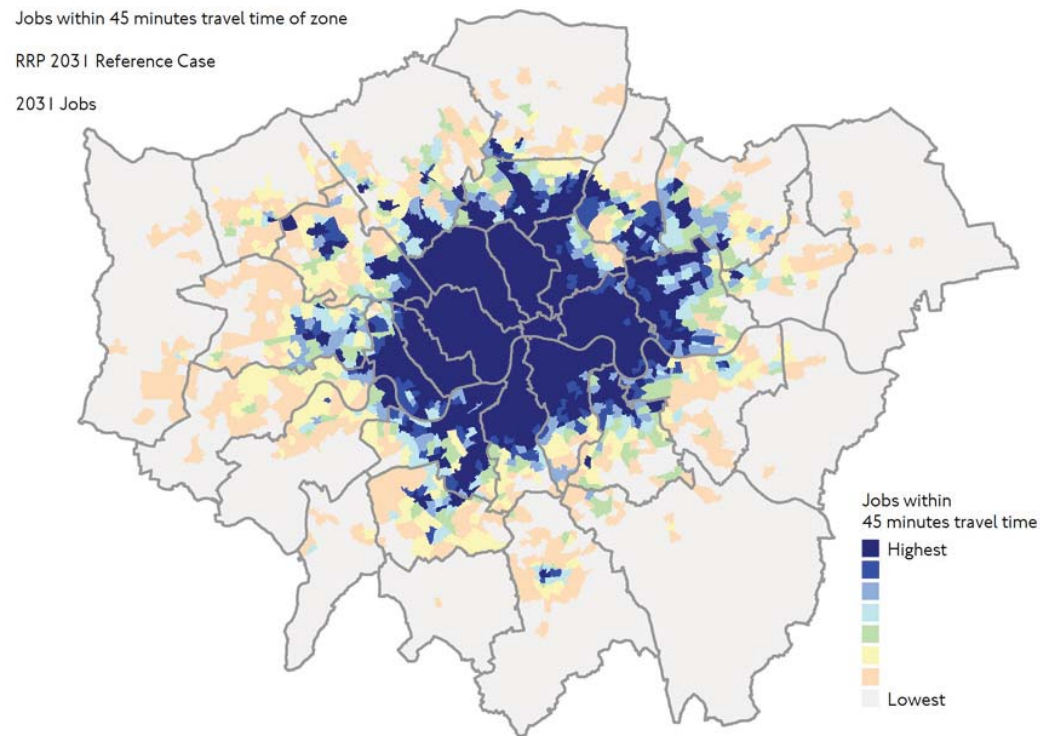 Jobs within 45 minutes travel time of zone
RRP 2031 Reference Case
2031 Jobs
Jobs within
45 minutes travel time
Highest
Lowest